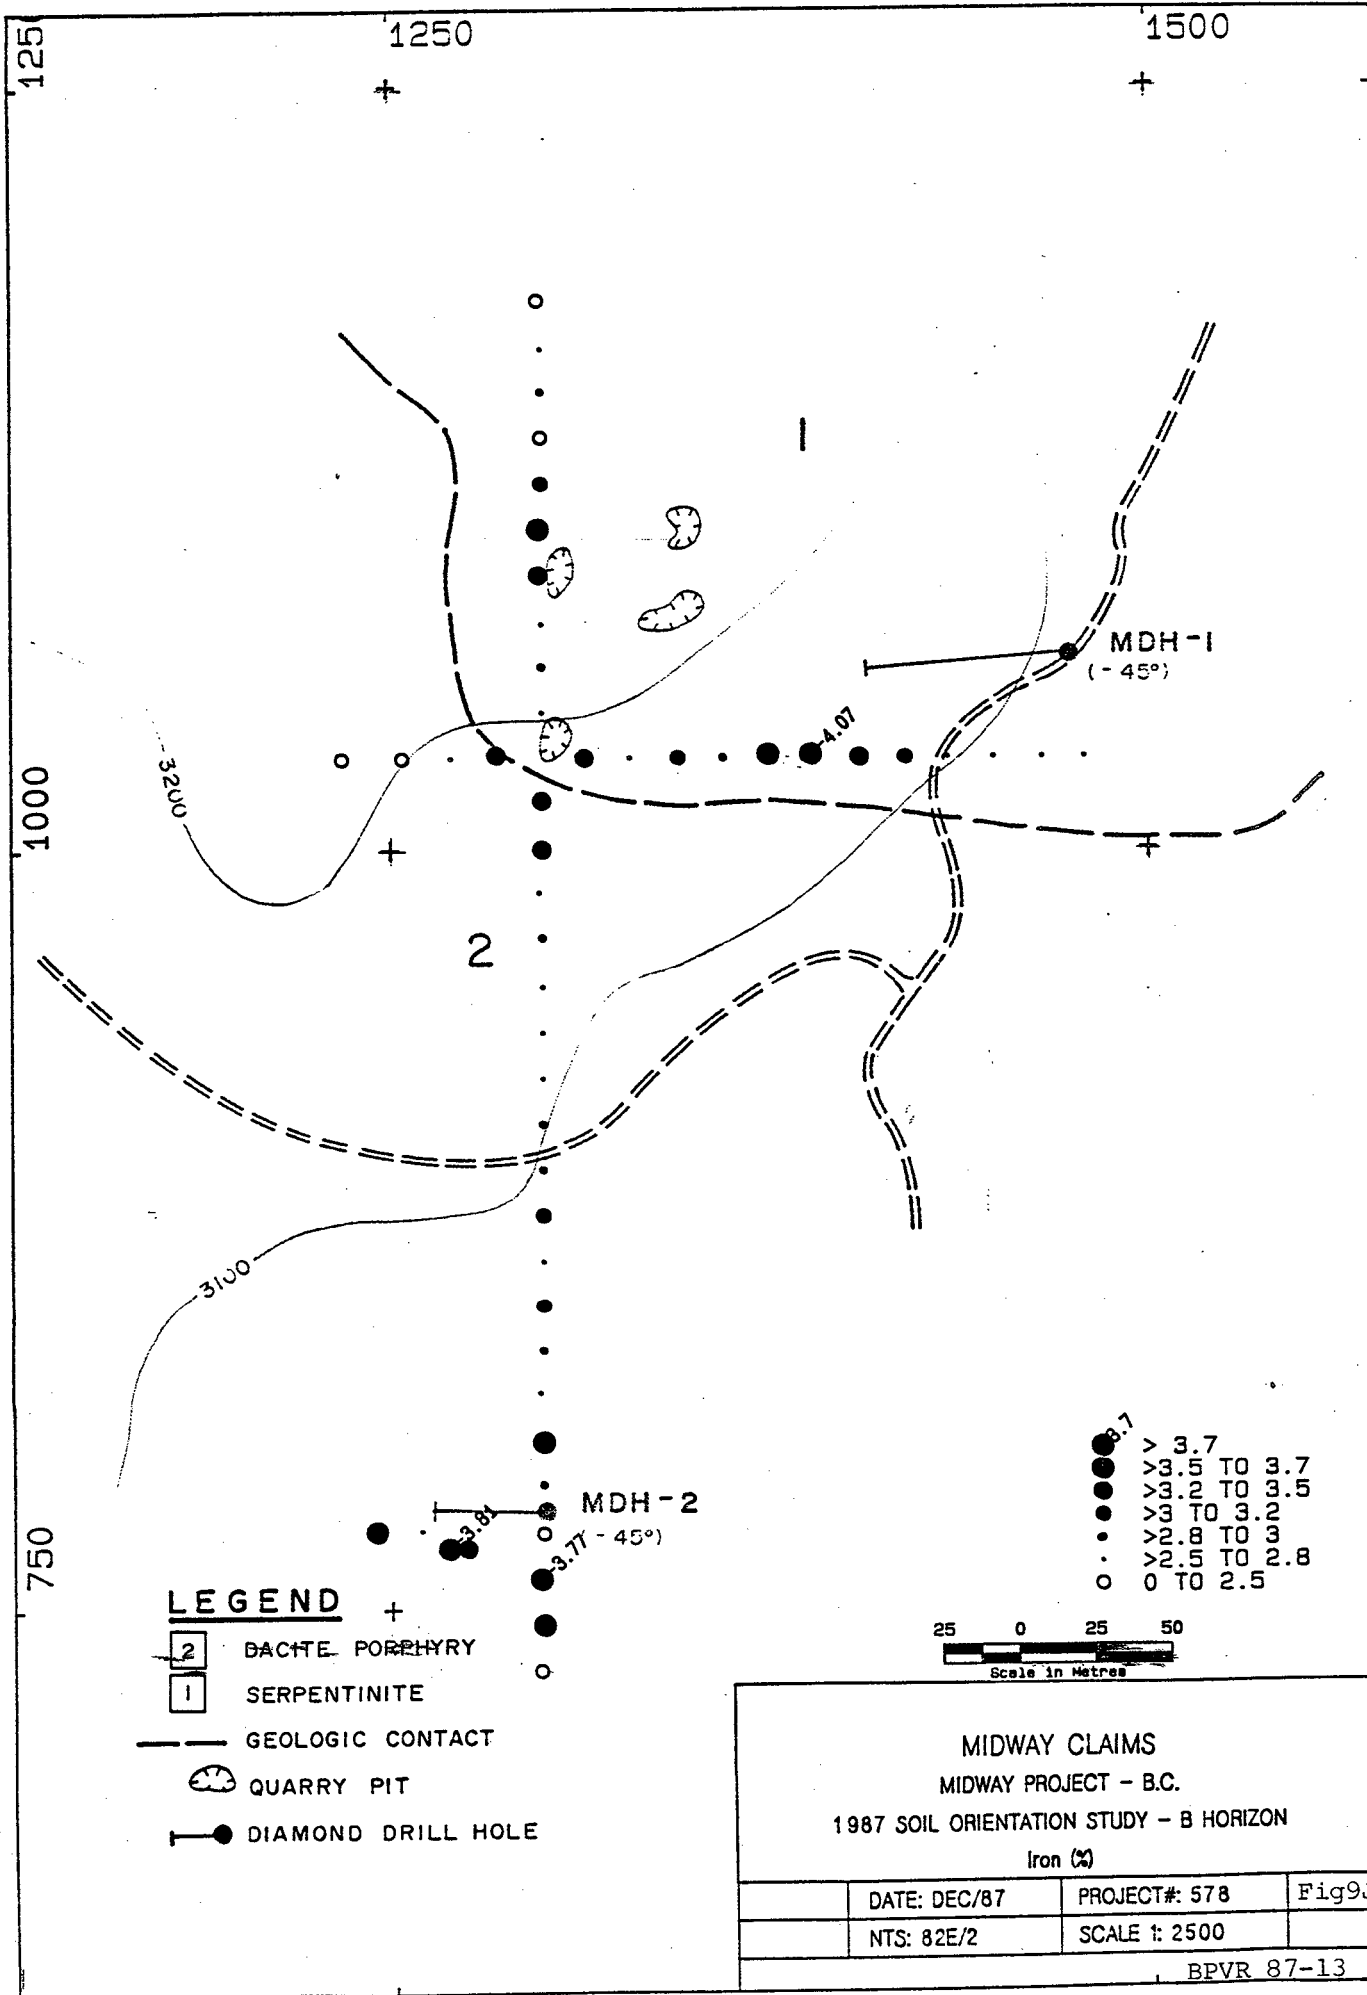 1250
1500
1250
1
MDH-1
(-45°)
-4.07
3200
1000
2
3100
3.7
> 3.7
>3.5 TO 3.7
>3.2 TO 3.5
>3 TO 3.2
>2.8 TO 3
>2.5 TO 2.8
0 TO 2.5
MDH-2
(-45°)
-3.81
-3.77
750
LEGEND
2 DACITE PORPHYRY
1 SERPENTINITE
GEOLOGIC CONTACT
QUARRY PIT
DIAMOND DRILL HOLE
25 0 25 50
Scale in Metres
MIDWAY CLAIMS
MIDWAY PROJECT - B.C.
1987 SOIL ORIENTATION STUDY - B HORIZON
Iron (%)
DATE: DEC/87 PROJECT#: 578 Fig9J
NTS: 82E/2 SCALE 1: 2500
BPVR 87-13